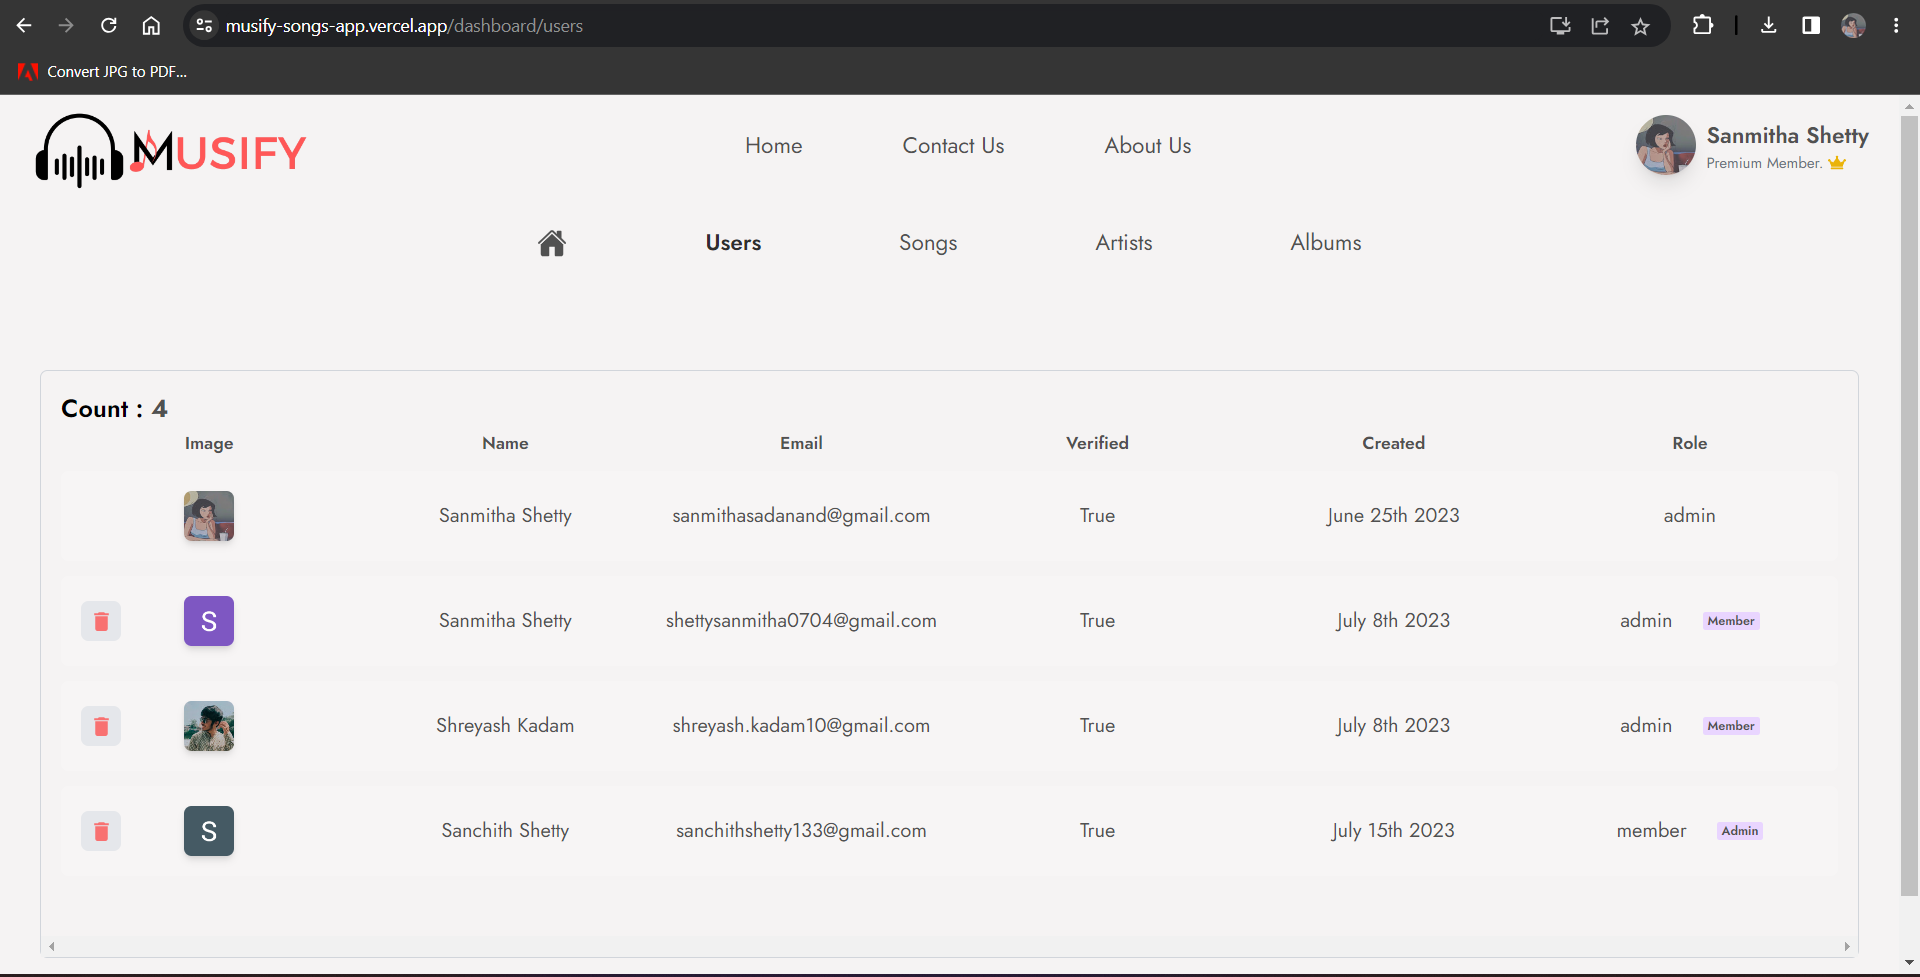 musify-songs-app.vercel.app/dashboard/users
Convert JPG to PDF...
MUSIFY
Home Contact Us About Us
Sanmitha Shetty
Premium Member.
Users Songs Artists Albums
Count : 4
Image Name Email Verified Created Role
Sanmitha Shetty sanmithasadanand@gmail.com True June 25th 2023 admin
S Sanmitha Shetty shettysanmitha0704@gmail.com True July 8th 2023 admin Member
Shreyash Kadam shreyash.kadam10@gmail.com True July 8th 2023 admin Member
S Sanchith Shetty sanchithshetty133@gmail.com True July 15th 2023 member Admin